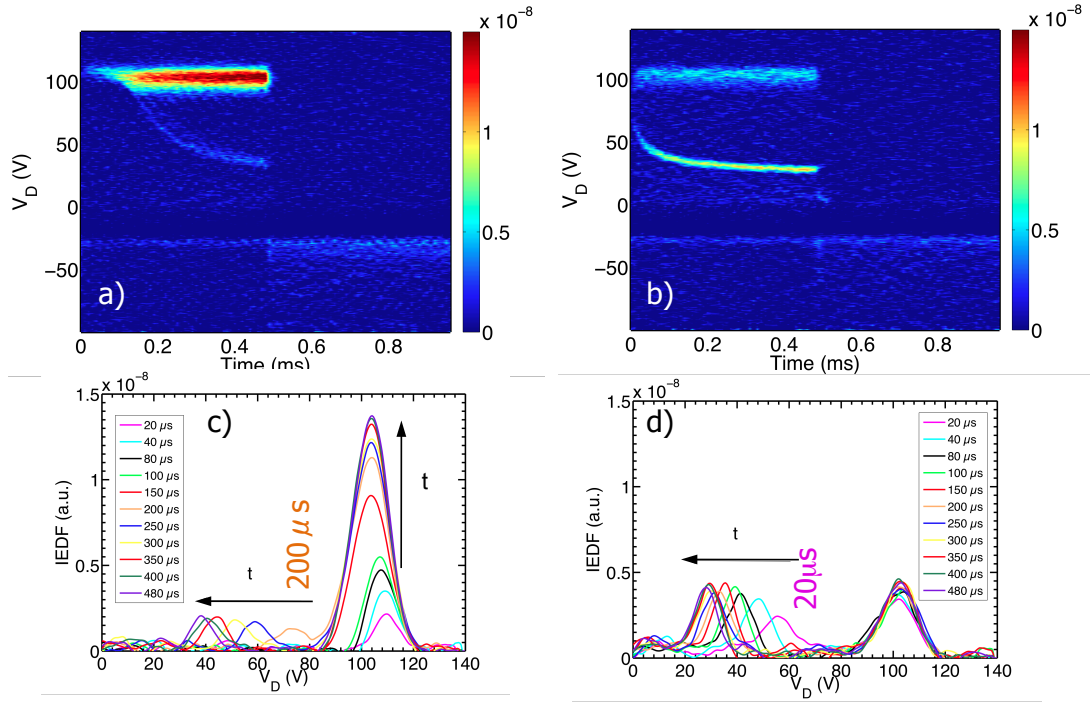 x 10⁻⁸
100
50
0
−50
V_D (V)
a)
0
0.2
0.4
0.6
0.8
Time (ms)
1
0.5
0
x 10⁻⁸
100
50
0
−50
V_D (V)
b)
0
0.2
0.4
0.6
0.8
Time (ms)
1
0.5
0
x 10⁻⁸
1.5
1
0.5
0
IEDF (a.u.)
c)
20 µs
40 µs
80 µs
100 µs
150 µs
200 µs
250 µs
300 µs
350 µs
400 µs
480 µs
200 µ s
t
t
0 20 40 60 80 100 120 140
V_D (V)
x 10⁻⁸
1.5
1
0.5
0
IEDF (a.u.)
d)
20 µs
40 µs
80 µs
100 µs
150 µs
200 µs
250 µs
300 µs
350 µs
400 µs
480 µs
t
20µs
0 20 40 60 80 100 120 140
V_D (V)